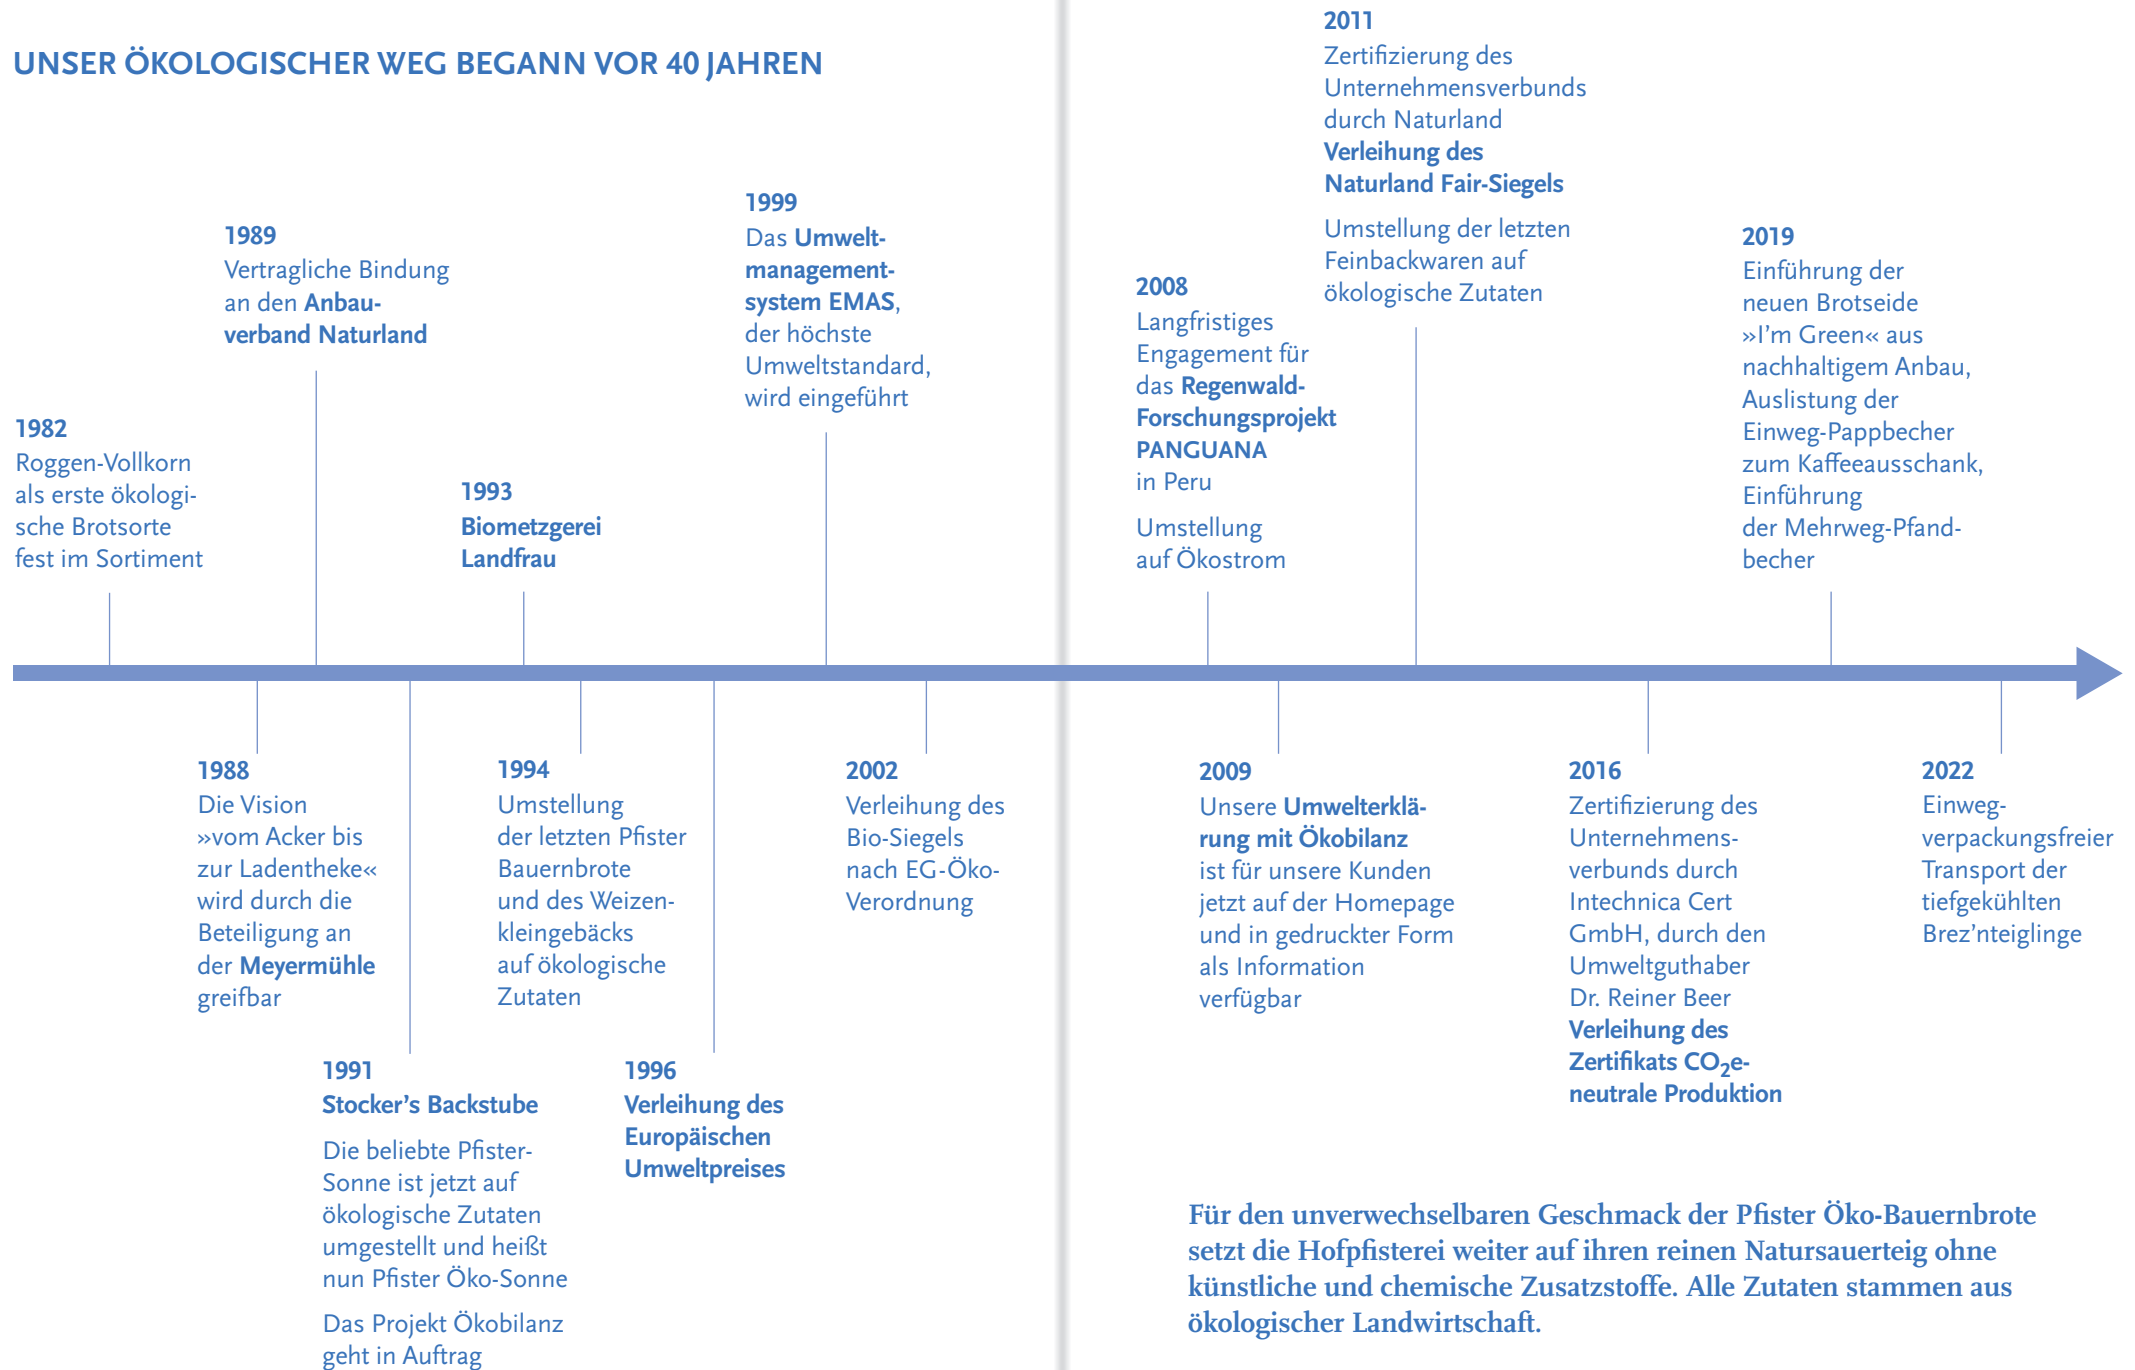 UNSER ÖKOLOGISCHER WEG BEGANN VOR 40 JAHREN
1982
Roggen-Vollkorn
als erste ökologi-
sche Brotsorte
fest im Sortiment
1988
Die Vision
»vom Acker bis
zur Ladentheke«
wird durch die
Beteiligung an
der Meyermühle
greifbar
1989
Vertragliche Bindung
an den Anbau-
verband Naturland
1991
Stocker’s Backstube
Die beliebte Pfister-
Sonne ist jetzt auf
ökologische Zutaten
umgestellt und heißt
nun Pfister Öko-Sonne
Das Projekt Ökobilanz
geht in Auftrag
1993
Biometzgerei
Landfrau
1994
Umstellung
der letzten Pfister
Bauernbrote
und des Weizen-
kleingebäcks
auf ökologische
Zutaten
1996
Verleihung des
Europäischen
Umweltpreises
1999
Das Umwelt-
management-
system EMAS,
der höchste
Umweltstandard,
wird eingeführt
2002
Verleihung des
Bio-Siegels
nach EG-Öko-
Verordnung
2008
Langfristiges
Engagement für
das Regenwald-
Forschungsprojekt
PANGUANA
in Peru
Umstellung
auf Ökostrom
2009
Unsere Umwelterklä-
rung mit Ökobilanz
ist für unsere Kunden
jetzt auf der Homepage
und in gedruckter Form
als Information
verfügbar
2011
Zertifizierung des
Unternehmensverbunds
durch Naturland
Verleihung des
Naturland Fair-Siegels
Umstellung der letzten
Feinbackwaren auf
ökologische Zutaten
2016
Zertifizierung des
Unternehmens-
verbunds durch
Intechnica Cert
GmbH, durch den
Umweltguthaber
Dr. Reiner Beer
Verleihung des
Zertifikats CO₂e-
neutrale Produktion
2019
Einführung der
neuen Brotseide
»I’m Green« aus
nachhaltigem Anbau,
Auslistung der
Einweg-Pappbecher
zum Kaffeeausschank,
Einführung
der Mehrweg-Pfand-
becher
2022
Einweg-
verpackungsfreier
Transport der
tiefgekühlten
Brez’nteiglinge
Für den unverwechselbaren Geschmack der Pfister Öko-Bauernbrote
setzt die Hofpfisterei weiter auf ihren reinen Natursauerteig ohne
künstliche und chemische Zusatzstoffe. Alle Zutaten stammen aus
ökologischer Landwirtschaft.